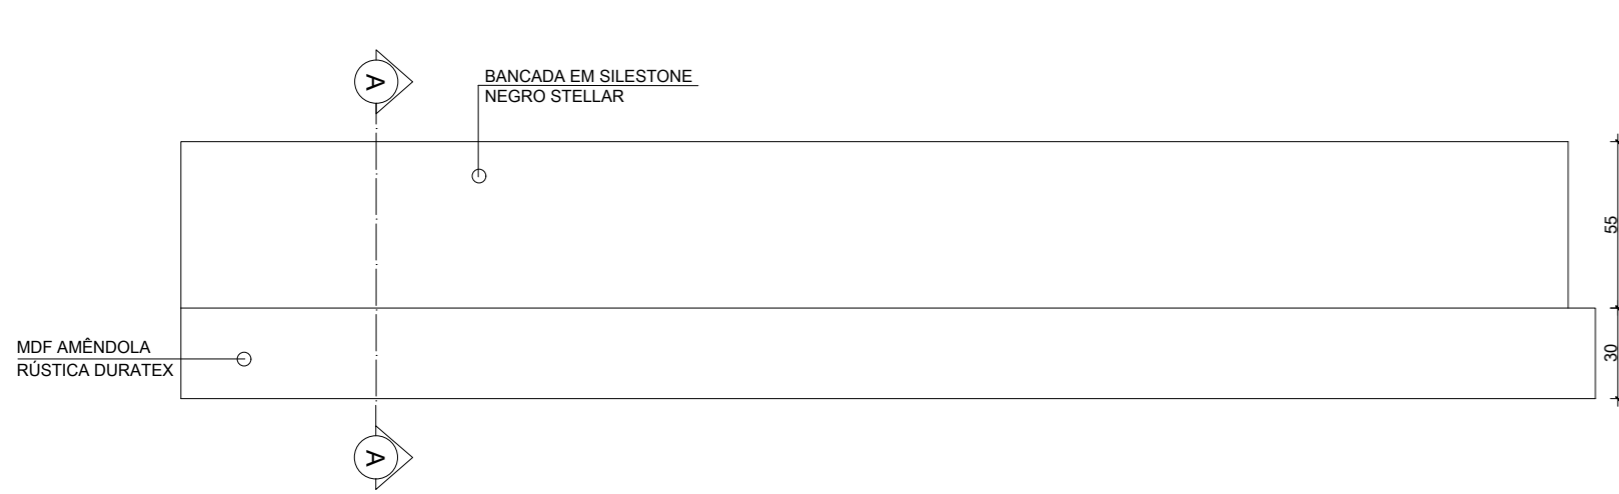 A
BANCADA EM SILESTONE
NEGRO STELLAR
55
MDF AMÊNDOLA
RÚSTICA DURATEX
30
A